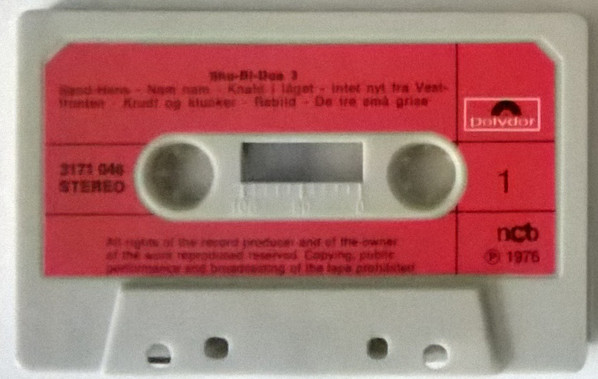 Shu-Bi-Dua 3
Sand-Hans - Nam nam - Knald i låget - Intet nyt fra Vest-
fronten - Krudt og kugler - Rebild - De tre små grise
Polydor
3171 046
STEREO
1
100 50 0
All rights of the record producer and of the owner
of the work reproduced reserved. Copying, public
performance and broadcasting of the tape prohibited
ncb
℗ 1976